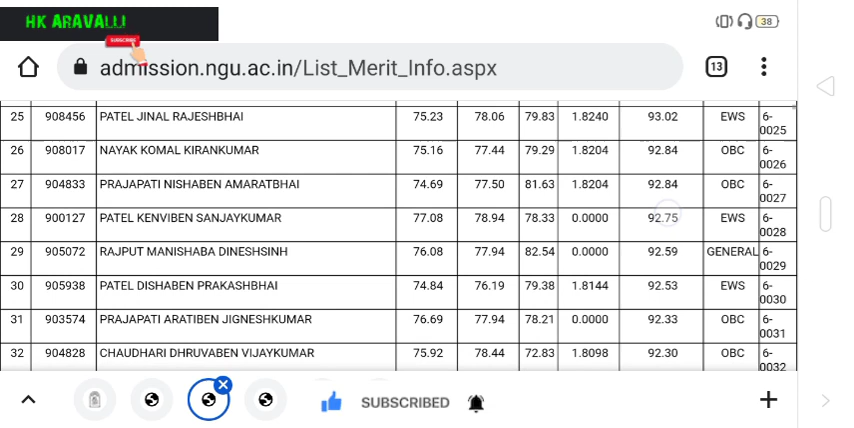 HK ARAVALLI
SUBSCRIBE
38
admission.ngu.ac.in/List_Merit_Info.aspx
13
25 908456 PATEL JINAL RAJESHBHAI 75.23 78.06 79.83 1.8240 93.02 EWS 6-
0025
26 908017 NAYAK KOMAL KIRANKUMAR 75.16 77.44 79.29 1.8204 92.84 OBC 6-
0026
27 904833 PRAJAPATI NISHABEN AMARATBHAI 74.69 77.50 81.63 1.8204 92.84 OBC 6-
0027
28 900127 PATEL KENVIBEN SANJAYKUMAR 77.08 78.94 78.33 0.0000 92.75 EWS 6-
0028
29 905072 RAJPUT MANISHABA DINESHSINH 76.08 77.94 82.54 0.0000 92.59 GENERAL 6-
0029
30 905938 PATEL DISHABEN PRAKASHBHAI 74.84 76.19 79.38 1.8144 92.53 EWS 6-
0030
31 903574 PRAJAPATI ARATIBEN JIGNESHKUMAR 76.69 77.94 78.21 0.0000 92.33 OBC 6-
0031
32 904828 CHAUDHARI DHRUVABEN VIJAYKUMAR 75.92 78.44 72.83 1.8098 92.30 OBC 6-
0032
SUBSCRIBED